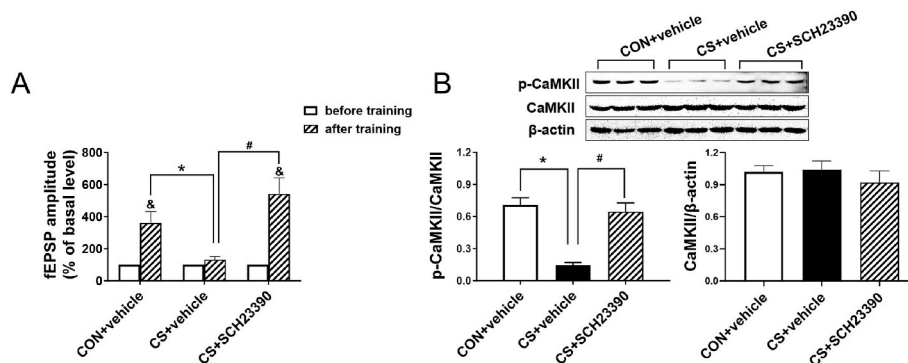 A
before training
after training
fEPSP amplitude
(% of basal level)
800
600
400
200
0
*
#
&
&
CON+vehicle
CS+vehicle
CS+SCH23390
B
CON+vehicle
CS+vehicle
CS+SCH23390
p-CaMKII
CaMKII
β-actin
p-CaMKII/CaMKII
1.2
0.9
0.6
0.3
0.0
*
#
CON+vehicle
CS+vehicle
CS+SCH23390
CaMKII/β-actin
1.2
0.9
0.6
0.3
0.0
CON+vehicle
CS+vehicle
CS+SCH23390